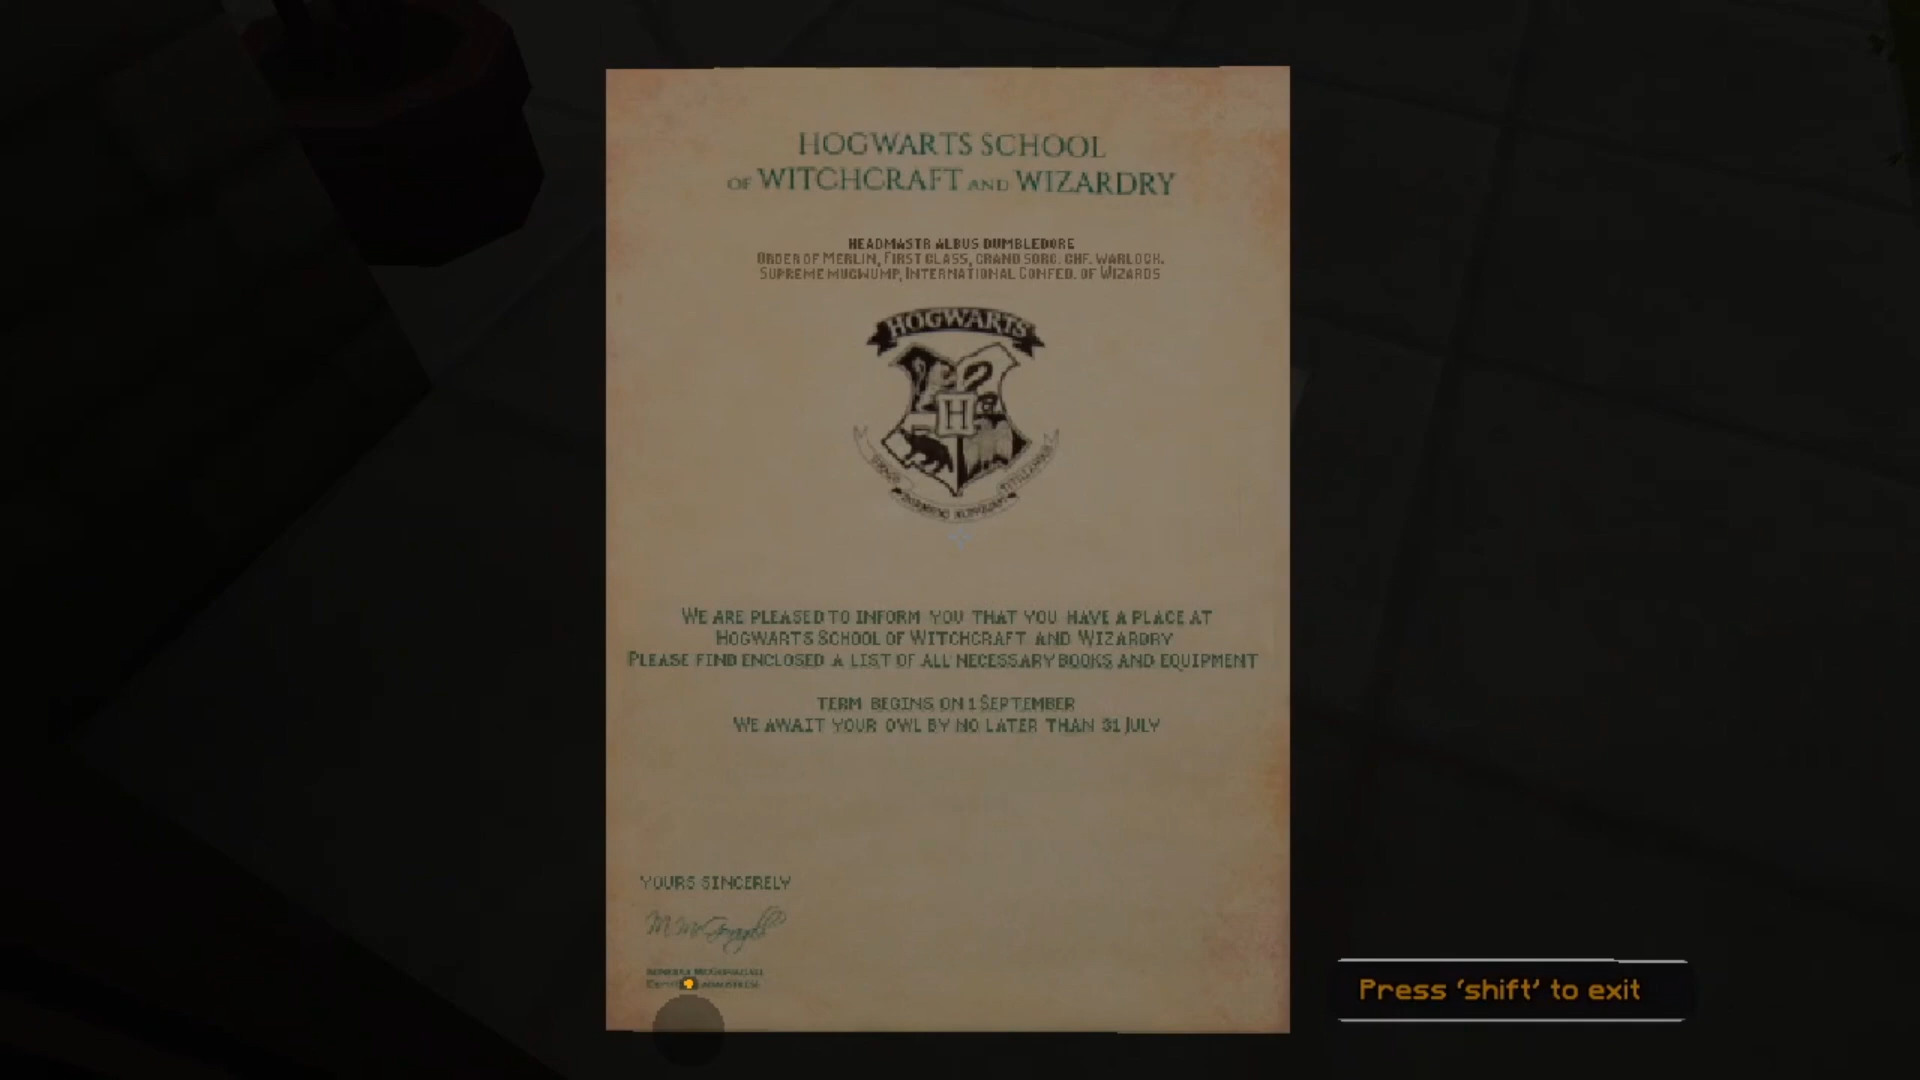 HOGWARTS SCHOOL
OF WITCHCRAFT AND WIZARDRY
HEADMASTR ALBUS DUMBLEDORE
ORDER OF MERLIN, FIRST CLASS, GRAND SORC. CHF. WARLOCK.
SUPREME MUGWUMP, INTERNATIONAL CONFED. OF WIZARDS
HOGWARTS
H
WE ARE PLEASED TO INFORM YOU THAT YOU HAVE A PLACE AT
HOGWARTS SCHOOL OF WITCHCRAFT AND WIZARDRY
PLEASE FIND ENCLOSED A LIST OF ALL NECESSARY BOOKS AND EQUIPMENT
TERM BEGINS ON 1 SEPTEMBER
WE AWAIT YOUR OWL BY NO LATER THAN 31 JULY
YOURS SINCERELY
M. McGonagall
MINERVA MCGONAGALL
Press 'shift' to exit